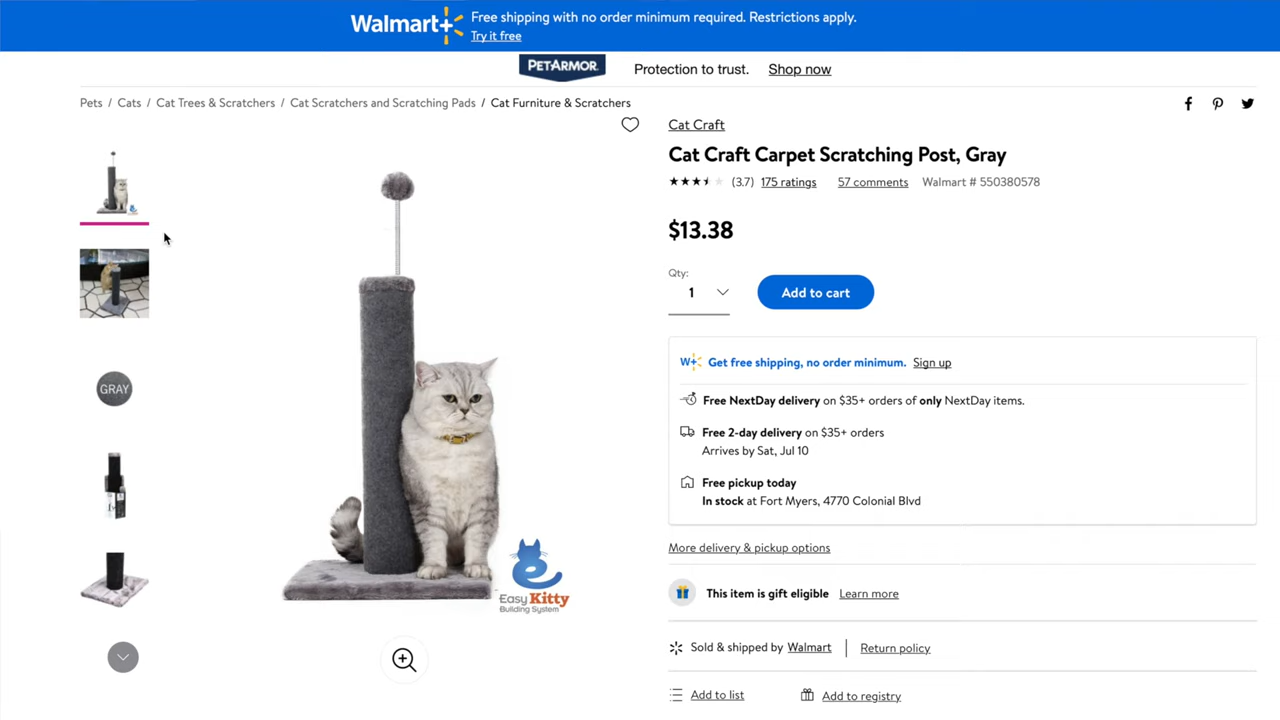 Walmart+
Free shipping with no order minimum required. Restrictions apply.
Try it free
PETARMOR
Protection to trust.
Shop now
Pets / Cats / Cat Trees & Scratchers / Cat Scratchers and Scratching Pads / Cat Furniture & Scratchers
Cat Craft
Cat Craft Carpet Scratching Post, Gray
(3.7) 175 ratings 57 comments Walmart # 550380578
$13.38
Qty:
1
Add to cart
W+ Get free shipping, no order minimum. Sign up
Free NextDay delivery on $35+ orders of only NextDay items.
Free 2-day delivery on $35+ orders
Arrives by Sat, Jul 10
Free pickup today
In stock at Fort Myers, 4770 Colonial Blvd
More delivery & pickup options
This item is gift eligible Learn more
Sold & shipped by Walmart Return policy
Add to list Add to registry
GRAY
Easy Kitty
Building System